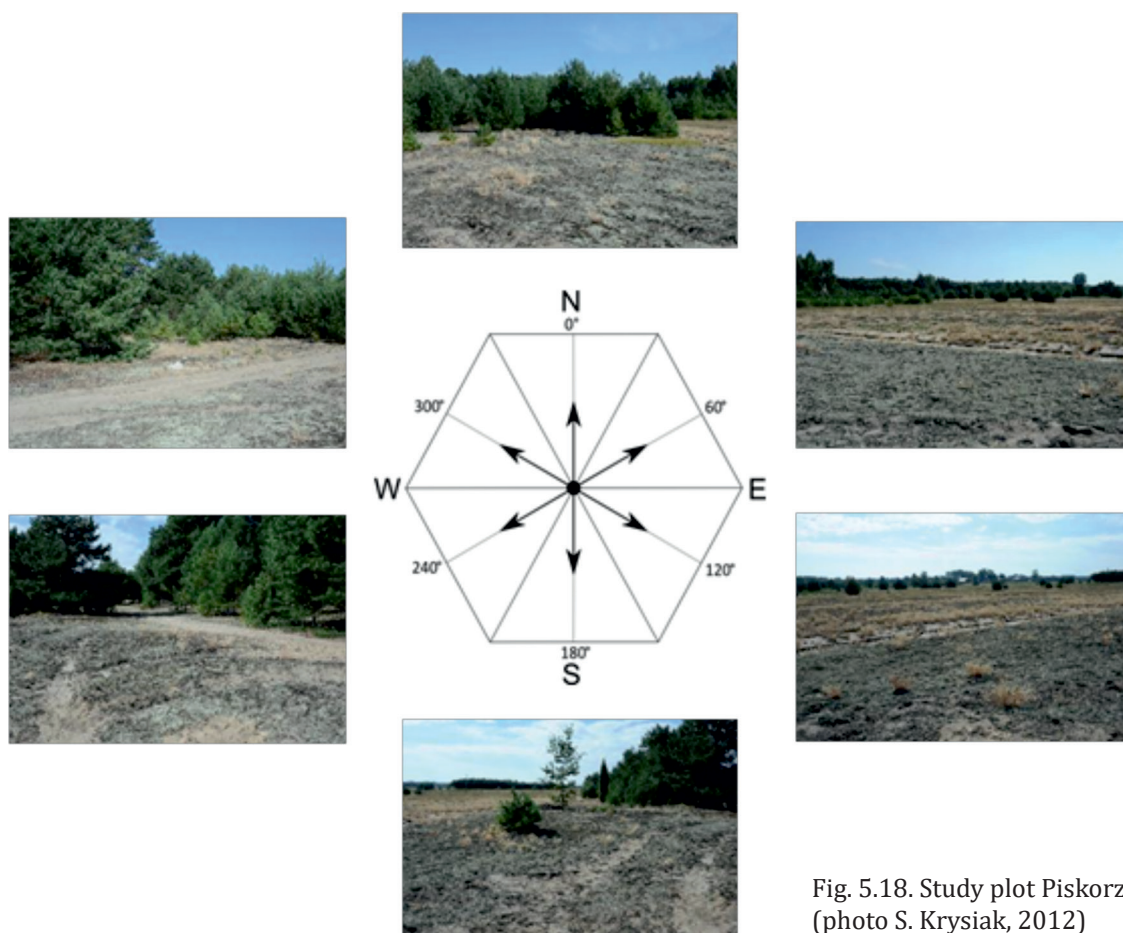 N
0°
300°
60°
W
E
240°
120°
180°
S
Fig. 5.18. Study plot Piskorz
(photo S. Krysiak, 2012)